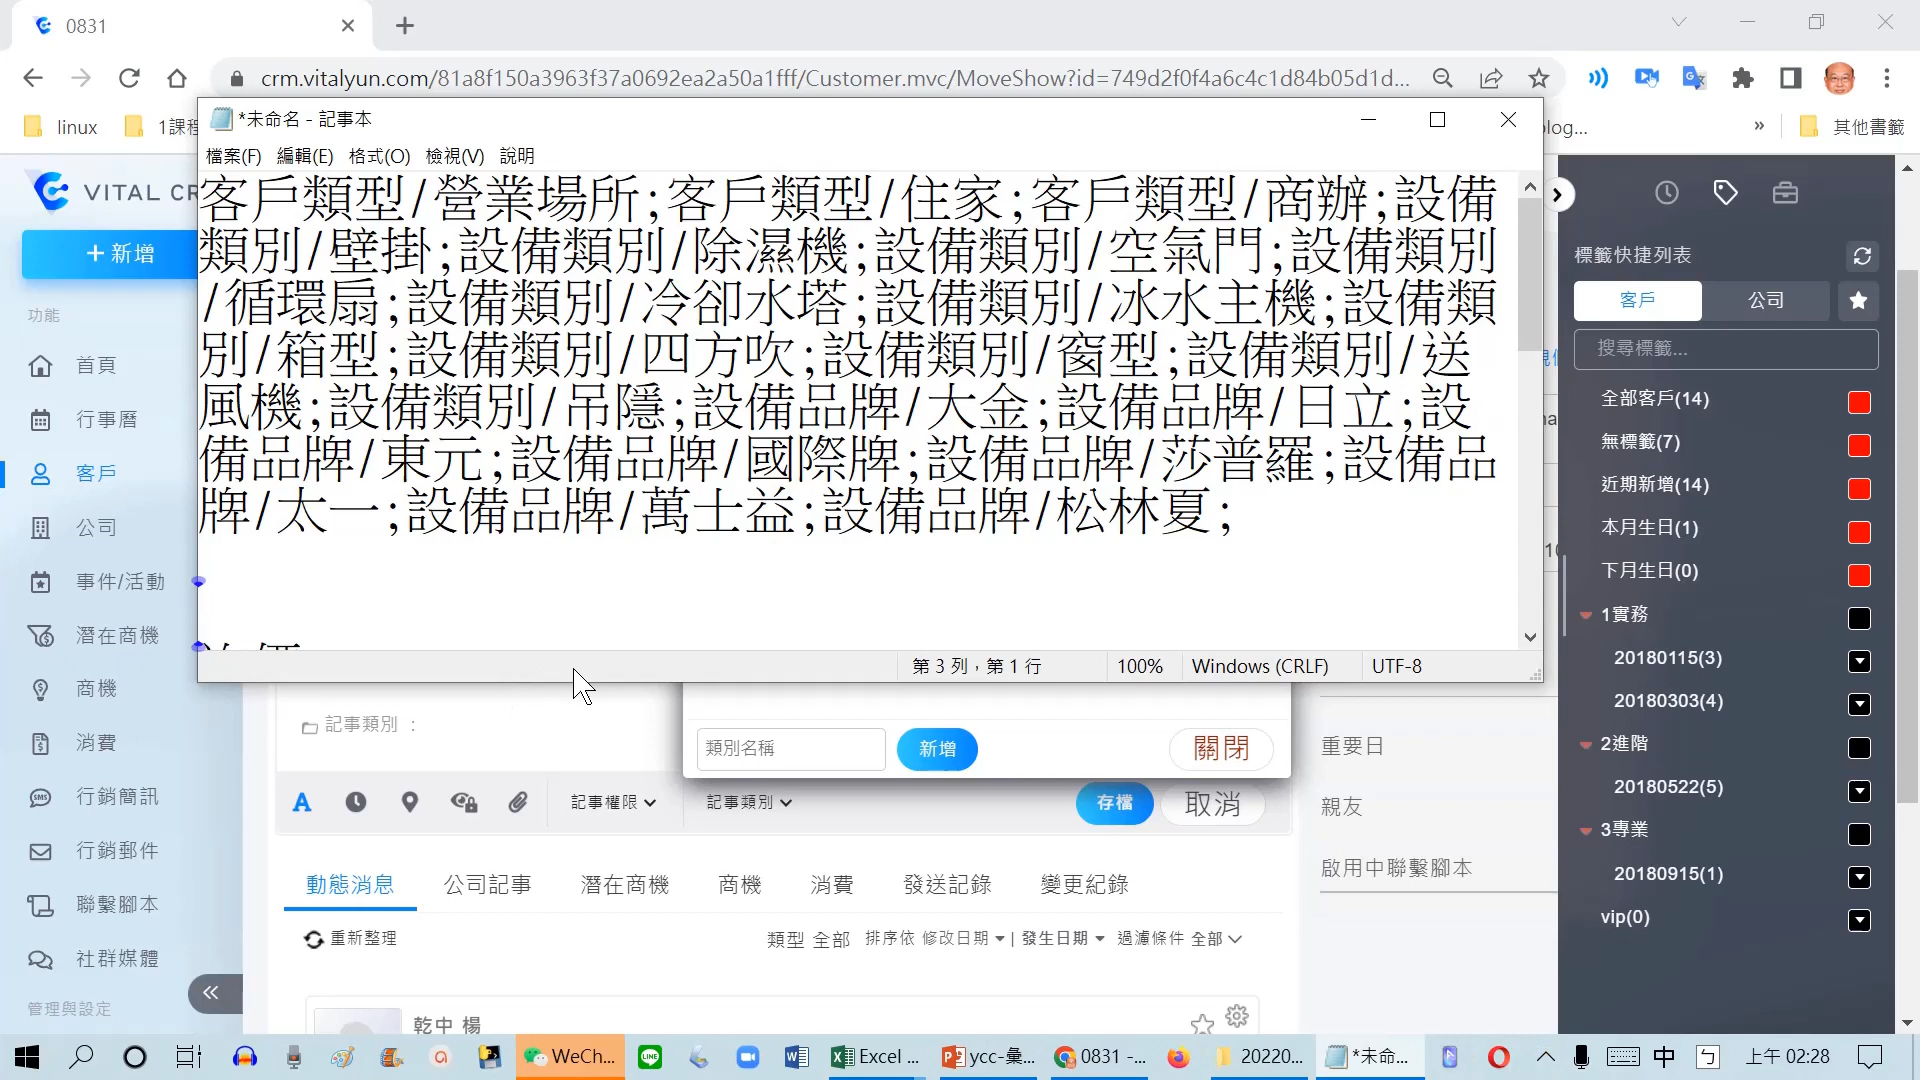 0831
crm.vitalyun.com/81a8f150a3963f37a0692ea2a50a1fff/Customer.mvc/MoveShow?id=749d2f0f4a6c4c1d84b05d1d...
linux
1課程
blog...
»
其他書籤
*未命名 - 記事本
檔案(F) 編輯(E) 格式(O) 檢視(V) 說明
客戶類型/營業場所;客戶類型/住家;客戶類型/商辦;設備
類別/壁掛;設備類別/除濕機;設備類別/空氣門;設備類別
/循環扇;設備類別/冷卻水塔;設備類別/冰水主機;設備類
別/箱型;設備類別/四方吹;設備類別/窗型;設備類別/送
風機;設備類別/吊隱;設備品牌/大金;設備品牌/日立;設
備品牌/東元;設備品牌/國際牌;設備品牌/莎普羅;設備品
牌/太一;設備品牌/萬士益;設備品牌/松林夏;
第 3 列，第 1 行
100%
Windows (CRLF)
UTF-8
VITAL CR
+ 新增
功能
首頁
行事曆
客戶
公司
事件/活動
潛在商機
商機
消費
行銷簡訊
行銷郵件
聯繫腳本
社群媒體
管理與設定
記事類別 ：
類別名稱
新增
關閉
記事權限
記事類別
存檔
取消
動態消息 公司記事 潛在商機 商機 消費 發送記錄 變更紀錄
重新整理
類型 全部 排序依 修改日期 | 發生日期 過濾條件 全部
乾中 楊
重要日
親友
啟用中聯繫腳本
標籤快捷列表
客戶
公司
搜尋標籤...
全部客戶(14)
無標籤(7)
近期新增(14)
本月生日(1)
下月生日(0)
1實務
20180115(3)
20180303(4)
2進階
20180522(5)
3專業
20180915(1)
vip(0)
WeCh...
Excel ...
ycc-彙...
0831 -...
20220...
*未命...
中
ㄅ
上午 02:28